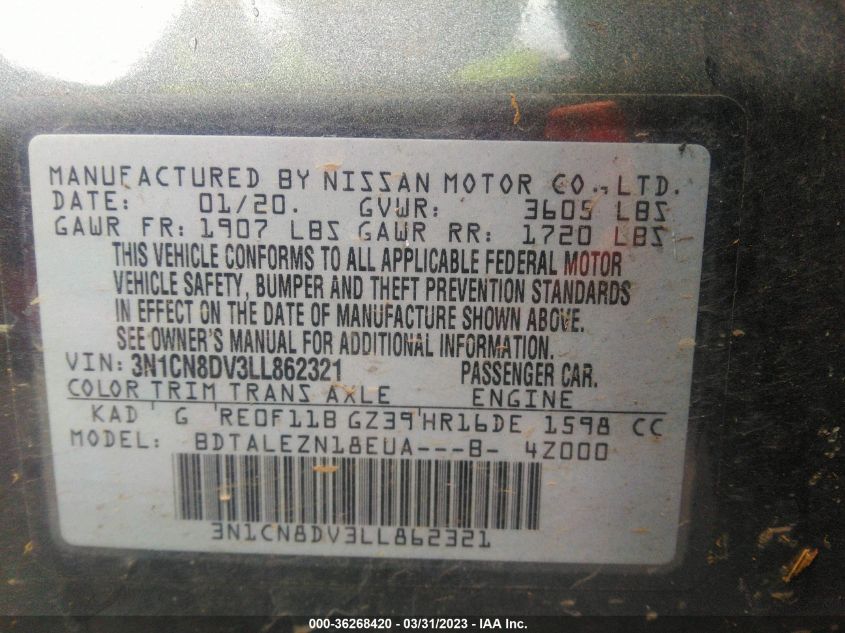 MANUFACTURED BY NISSAN MOTOR CO., LTD.
DATE: 01/20. GVWR: 3605 LBS
GAWR FR: 1907 LBS GAWR RR: 1720 LBS
THIS VEHICLE CONFORMS TO ALL APPLICABLE FEDERAL MOTOR
VEHICLE SAFETY, BUMPER AND THEFT PREVENTION STANDARDS
IN EFFECT ON THE DATE OF MANUFACTURE SHOWN ABOVE.
SEE OWNER'S MANUAL FOR ADDITIONAL INFORMATION.
VIN: 3N1CN8DV3LL862321 PASSENGER CAR.
COLOR TRIM TRANS AXLE ENGINE
KAD G RE0F11B GZ39 HR16DE 1598 CC
MODEL: BDTALEZN18EUA---B- 4Z000
3N1CN8DV3LL862321
000-36268420 - 03/31/2023 - IAA Inc.